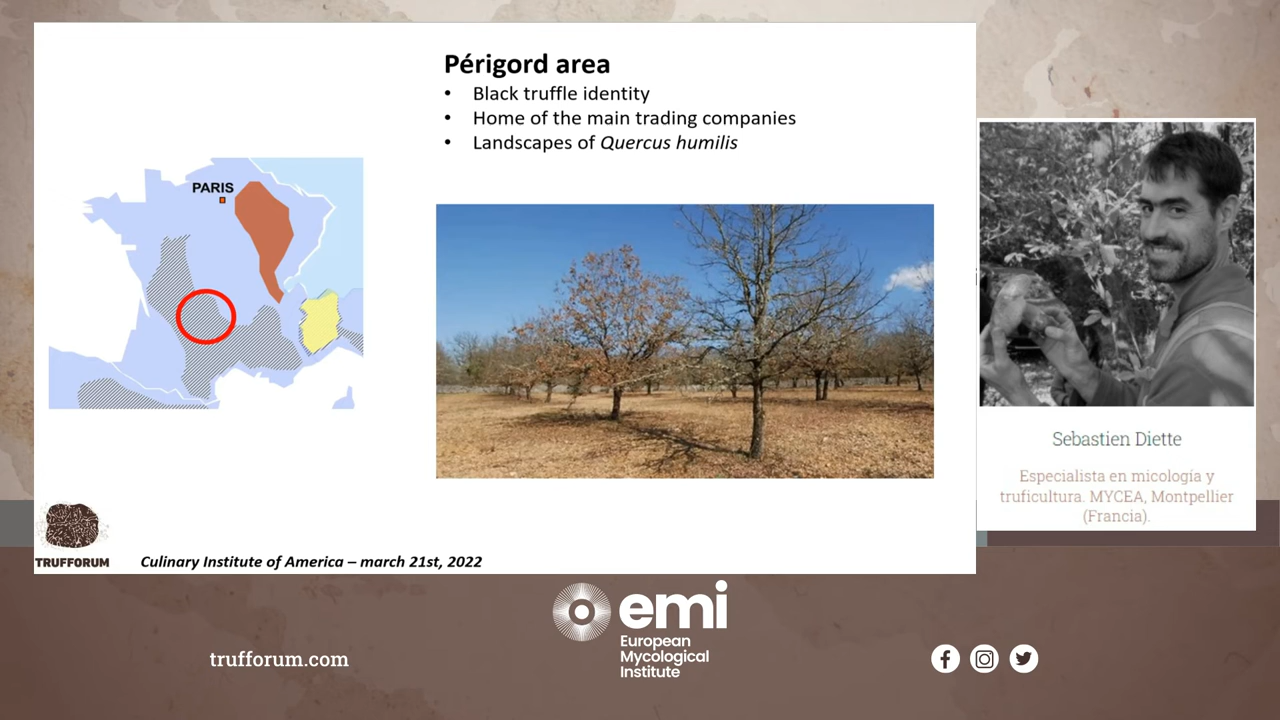 Périgord area
• Black truffle identity
• Home of the main trading companies
• Landscapes of Quercus humilis
PARIS
TRUFFORUM
Culinary Institute of America – march 21st, 2022
Sebastien Diette
Especialista en micología y
truficultura. MYCEA, Montpellier
(Francia).
trufforum.com
emi
European
Mycological
Institute